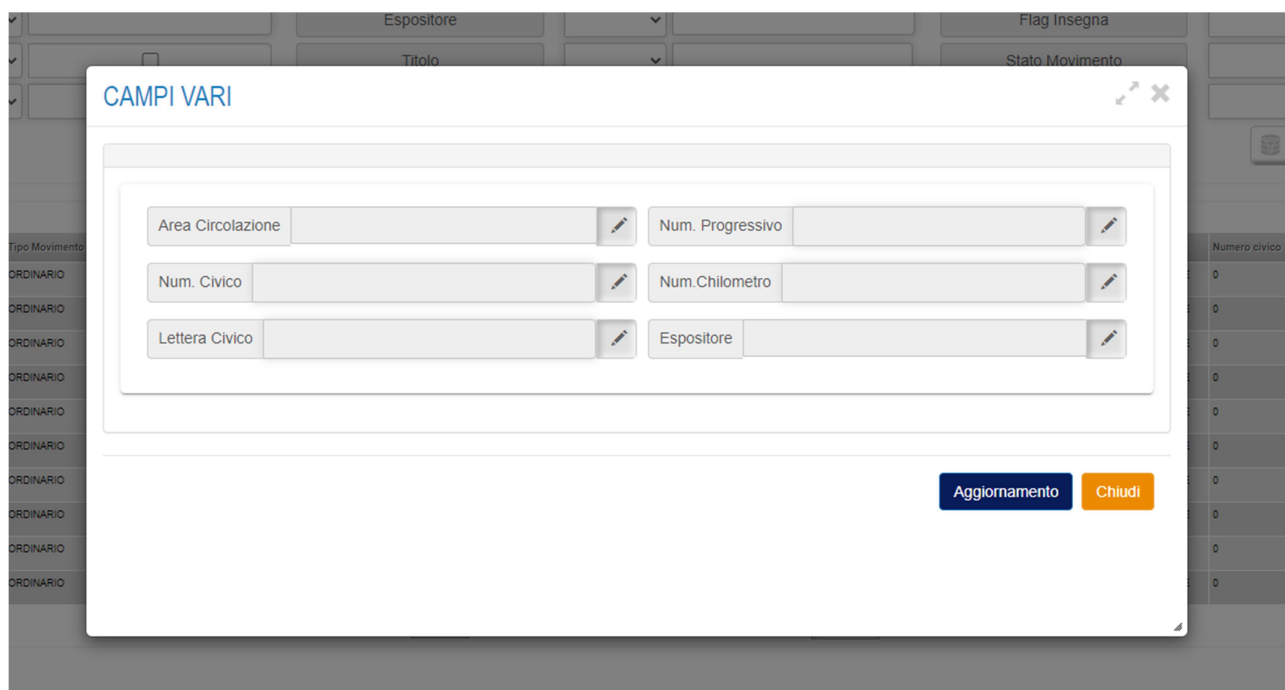 Espositore Flag Insegna
Titolo Stato Movimento
CAMPI VARI
Area Circolazione Num. Progressivo
Num. Civico Num.Chilometro
Lettera Civico Espositore
Aggiornamento Chiudi
Tipo Movimento Numero civico
ORDINARIO 0
ORDINARIO 0
ORDINARIO 0
ORDINARIO 0
ORDINARIO 0
ORDINARIO 0
ORDINARIO 0
ORDINARIO 0
ORDINARIO 0
ORDINARIO 0